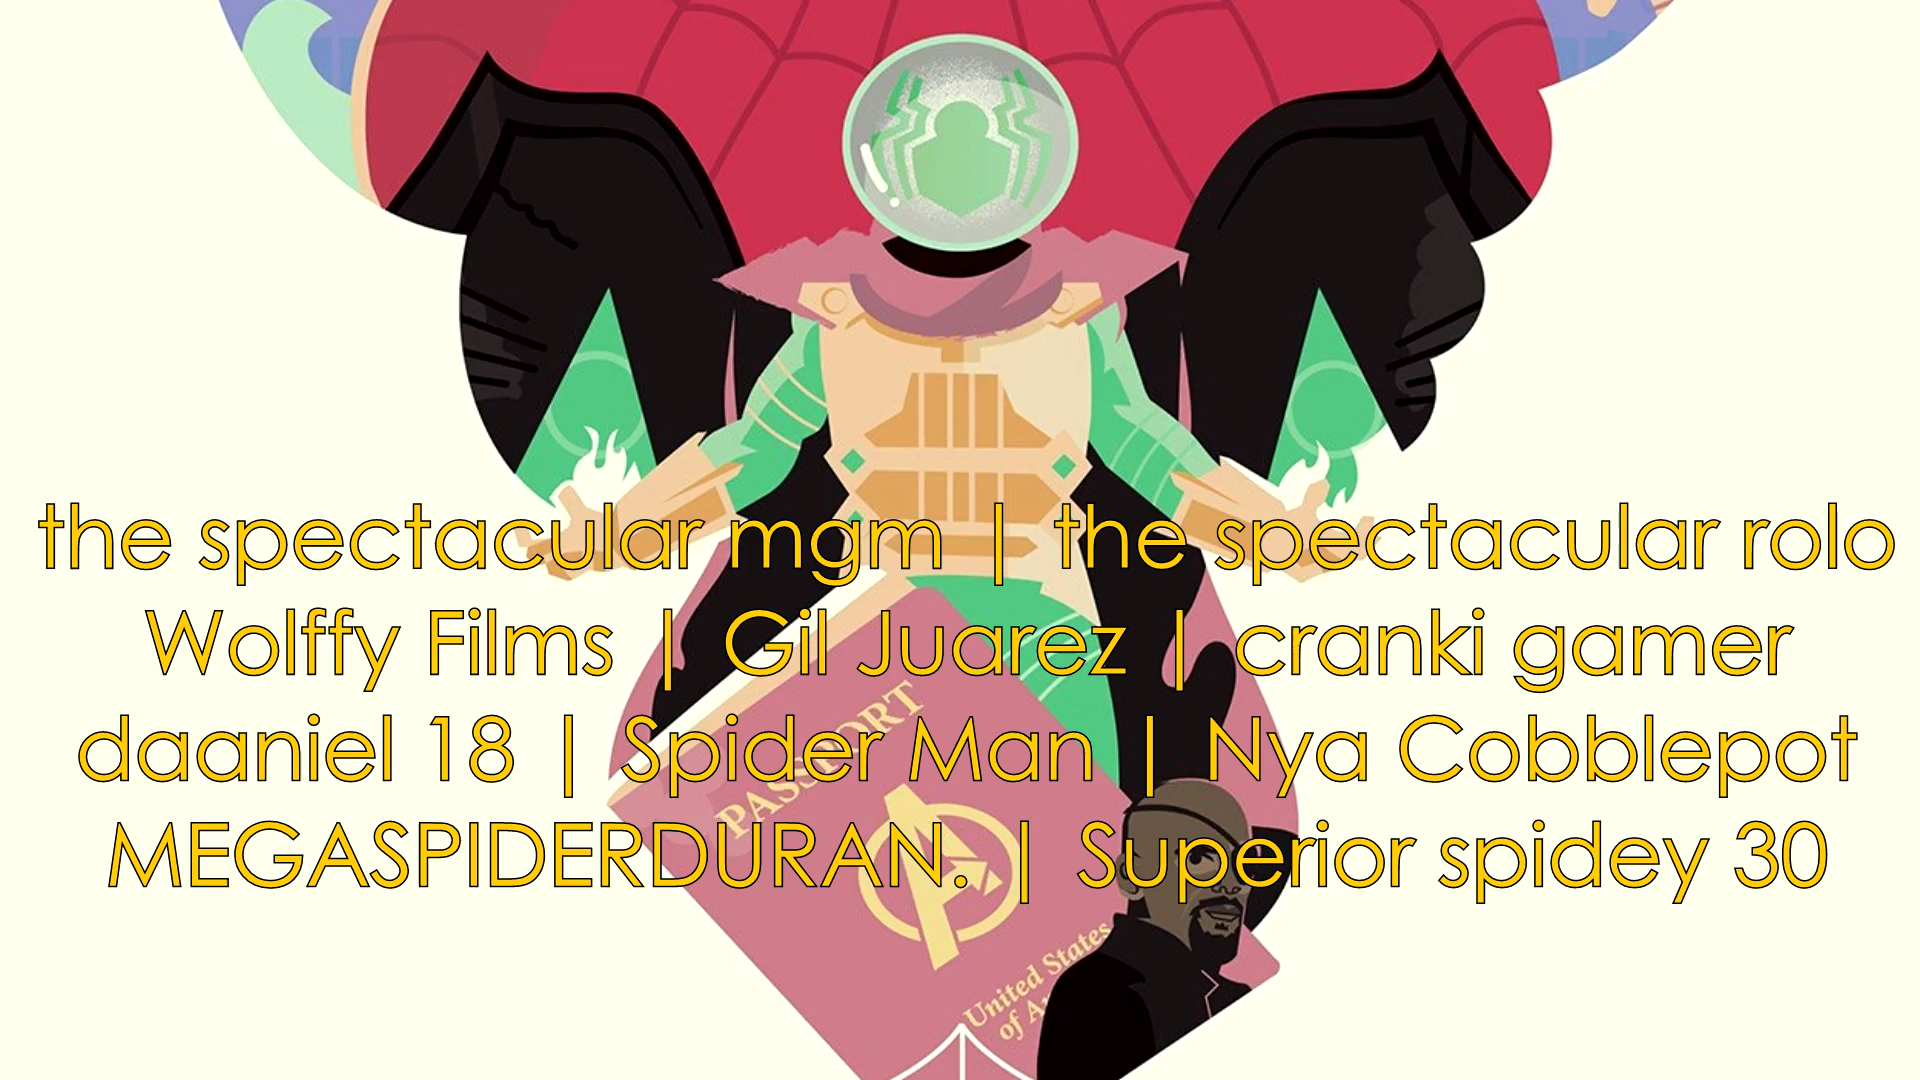 the spectacular mgm | the spectacular rolo
Wolffy Films | Gil Juarez | cranki gamer
daaniel 18 | Spider Man | Nya Cobblepot
MEGASPIDERDURAN. | Superior spidey 30
PASSPORT
United States
of